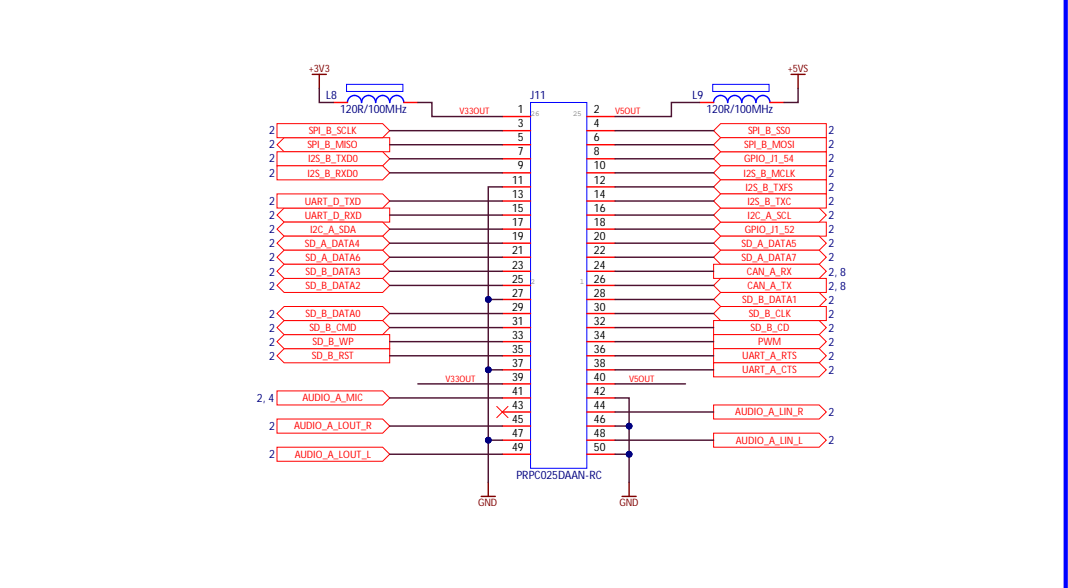 +3V3 +5VS
L8 J11 L9
120R/100MHz 120R/100MHz
V33OUT 1 26 25 2 V5OUT
3 4
2 SPI_B_SCLK SPI_B_SS0 2
5 6
2 SPI_B_MISO SPI_B_MOSI 2
7 8
2 I2S_B_TXD0 GPIO_J1_54 2
9 10
2 I2S_B_RXD0 I2S_B_MCLK 2
11 12
I2S_B_TXFS 2
13 14
2 UART_D_TXD I2S_B_TXC 2
15 16
2 UART_D_RXD I2C_A_SCL 2
17 18
2 I2C_A_SDA GPIO_J1_52 2
19 20
2 SD_A_DATA4 SD_A_DATA5 2
21 22
2 SD_A_DATA6 SD_A_DATA7 2
23 24
2 SD_B_DATA3 CAN_A_RX 2, 8
25 2 1 26
2 SD_B_DATA2 CAN_A_TX 2, 8
27 28
SD_B_DATA1 2
29 30
2 SD_B_DATA0 SD_B_CLK 2
31 32
2 SD_B_CMD SD_B_CD 2
33 34
2 SD_B_WP PWM 2
35 36
2 SD_B_RST UART_A_RTS 2
37 38
UART_A_CTS 2
V33OUT 39 40 V5OUT
41 42
2, 4 AUDIO_A_MIC
43 44
AUDIO_A_LIN_R 2
45 46
2 AUDIO_A_LOUT_R
47 48
AUDIO_A_LIN_L 2
49 50
2 AUDIO_A_LOUT_L
PRPC025DAAN-RC
GND GND